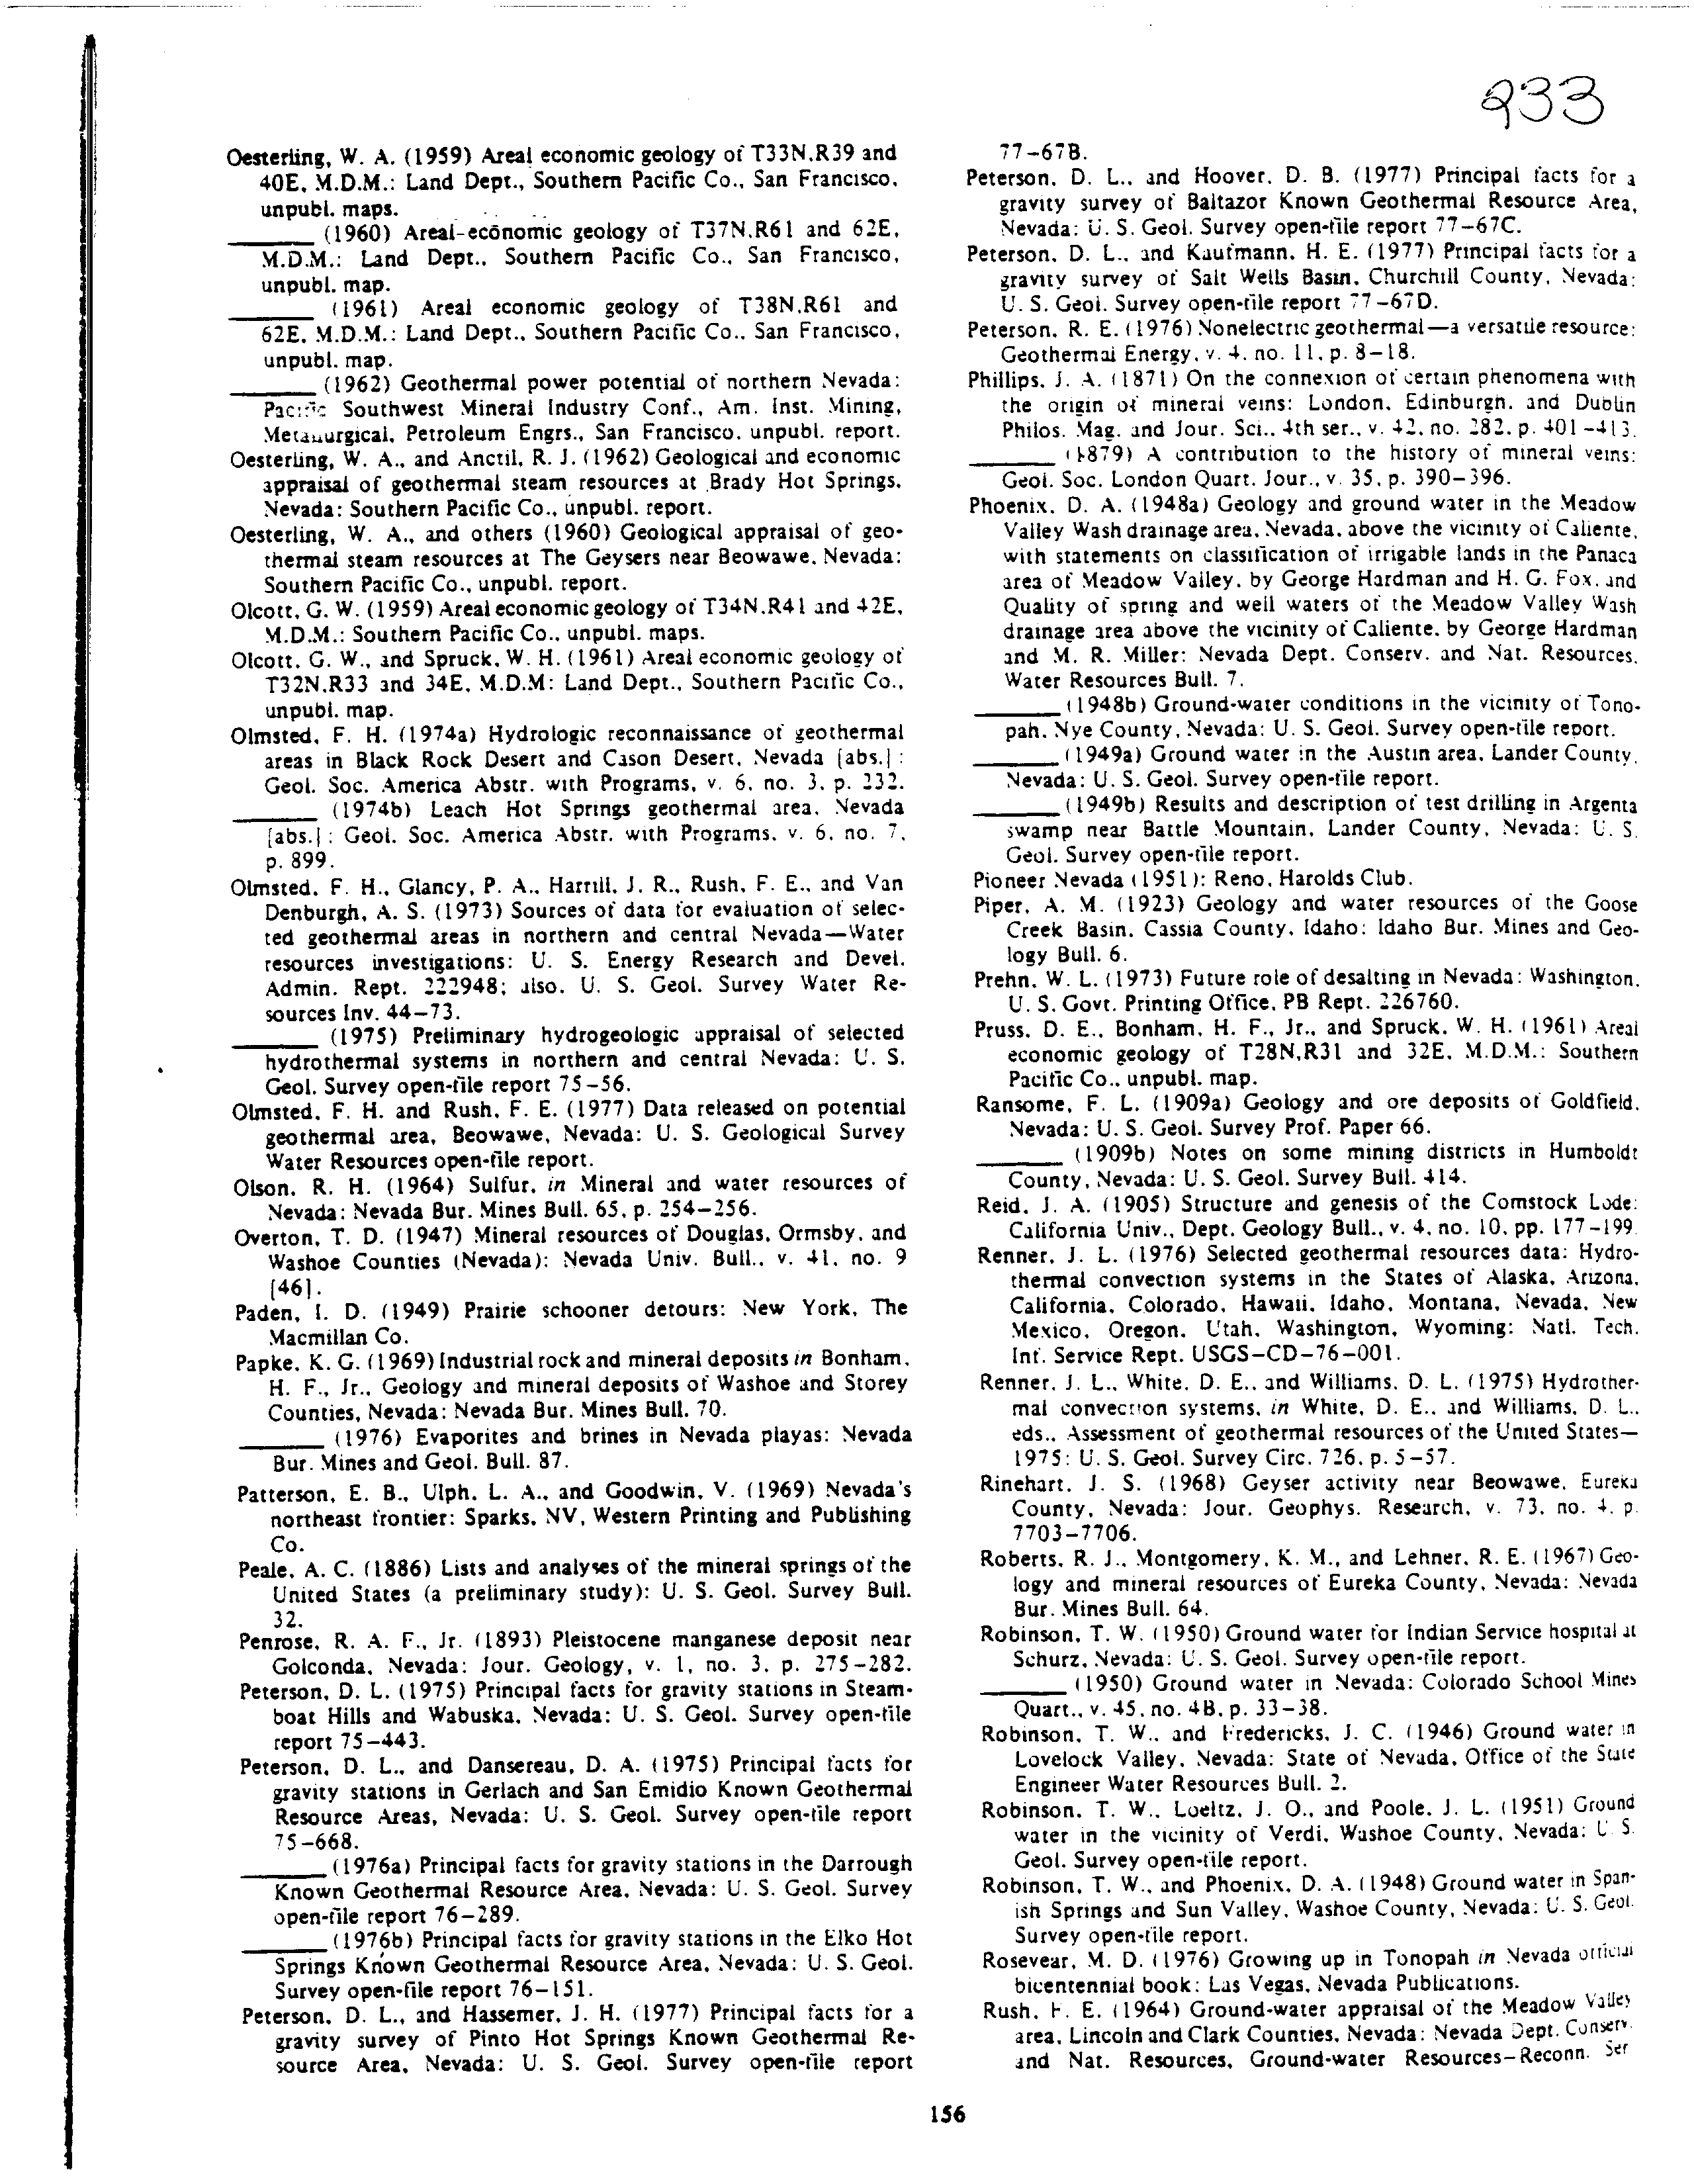 933
Oesterling, W. A. (1959) Areal economic geology of T33N,R39 and
40E, M.D.M.: Land Dept., Southern Pacific Co., San Francisco,
unpubl. maps.
______ (1960) Areal-economic geology of T37N,R61 and 62E,
M.D.M.: Land Dept., Southern Pacific Co., San Francisco,
unpubl. map.
______ (1961) Areal economic geology of T38N,R61 and
62E, M.D.M.: Land Dept., Southern Pacific Co., San Francisco,
unpubl. map.
______ (1962) Geothermal power potential of northern Nevada:
Pacific Southwest Mineral Industry Conf., Am. Inst. Mining,
Metallurgical, Petroleum Engrs., San Francisco, unpubl. report.
Oesterling, W. A., and Anctil, R. J. (1962) Geological and economic
appraisal of geothermal steam resources at Brady Hot Springs,
Nevada: Southern Pacific Co., unpubl. report.
Oesterling, W. A., and others (1960) Geological appraisal of geo-
thermal steam resources at The Geysers near Beowawe, Nevada:
Southern Pacific Co., unpubl. report.
Olcott, G. W. (1959) Areal economic geology of T34N,R41 and 42E,
M.D.M.: Southern Pacific Co., unpubl. maps.
Olcott, G. W., and Spruck, W. H. (1961) Areal economic geology of
T32N,R33 and 34E, M.D.M: Land Dept., Southern Pacific Co.,
unpubl. map.
Olmsted, F. H. (1974a) Hydrologic reconnaissance of geothermal
areas in Black Rock Desert and Cason Desert, Nevada [abs.]:
Geol. Soc. America Abstr. with Programs, v. 6, no. 3, p. 232.
______ (1974b) Leach Hot Springs geothermal area, Nevada
[abs.]: Geol. Soc. America Abstr. with Programs, v. 6, no. 7,
p. 899.
Olmsted, F. H., Glancy, P. A., Harrill, J. R., Rush, F. E., and Van
Denburgh, A. S. (1973) Sources of data for evaluation of selec-
ted geothermal areas in northern and central Nevada—Water
resources investigations: U. S. Energy Research and Devel.
Admin. Rept. 222948; also, U. S. Geol. Survey Water Re-
sources Inv. 44–73.
______ (1975) Preliminary hydrogeologic appraisal of selected
hydrothermal systems in northern and central Nevada: U. S.
Geol. Survey open-file report 75–56.
Olmsted, F. H. and Rush, F. E. (1977) Data released on potential
geothermal area, Beowawe, Nevada: U. S. Geological Survey
Water Resources open-file report.
Olson, R. H. (1964) Sulfur, in Mineral and water resources of
Nevada: Nevada Bur. Mines Bull. 65, p. 254–256.
Overton, T. D. (1947) Mineral resources of Douglas, Ormsby, and
Washoe Counties (Nevada): Nevada Univ. Bull., v. 41, no. 9
[46].
Paden, I. D. (1949) Prairie schooner detours: New York, The
Macmillan Co.
Papke, K. G. (1969) Industrial rock and mineral deposits in Bonham,
H. F., Jr., Geology and mineral deposits of Washoe and Storey
Counties, Nevada: Nevada Bur. Mines Bull. 70.
______ (1976) Evaporites and brines in Nevada playas: Nevada
Bur. Mines and Geol. Bull. 87.
Patterson, E. B., Ulph, L. A., and Goodwin, V. (1969) Nevada's
northeast frontier: Sparks, NV, Western Printing and Publishing
Co.
Peale, A. C. (1886) Lists and analyses of the mineral springs of the
United States (a preliminary study): U. S. Geol. Survey Bull.
32.
Penrose, R. A. F., Jr. (1893) Pleistocene manganese deposit near
Golconda, Nevada: Jour. Geology, v. 1, no. 3, p. 275–282.
Peterson, D. L. (1975) Principal facts for gravity stations in Steam-
boat Hills and Wabuska, Nevada: U. S. Geol. Survey open-file
report 75–443.
Peterson, D. L., and Dansereau, D. A. (1975) Principal facts for
gravity stations in Gerlach and San Emidio Known Geothermal
Resource Areas, Nevada: U. S. Geol. Survey open-file report
75–668.
______ (1976a) Principal facts for gravity stations in the Darrough
Known Geothermal Resource Area, Nevada: U. S. Geol. Survey
open-file report 76–289.
______ (1976b) Principal facts for gravity stations in the Elko Hot
Springs Known Geothermal Resource Area, Nevada: U. S. Geol.
Survey open-file report 76–151.
Peterson, D. L., and Hassemer, J. H. (1977) Principal facts for a
gravity survey of Pinto Hot Springs Known Geothermal Re-
source Area, Nevada: U. S. Geol. Survey open-file report
77–67B.
Peterson, D. L., and Hoover, D. B. (1977) Principal facts for a
gravity survey of Baltazor Known Geothermal Resource Area,
Nevada: U. S. Geol. Survey open-file report 77–67C.
Peterson, D. L., and Kaufmann, H. E. (1977) Principal facts for a
gravity survey of Salt Wells Basin, Churchill County, Nevada:
U. S. Geol. Survey open-file report 77–67D.
Peterson, R. E. (1976) Nonelectric geothermal—a versatile resource:
Geothermal Energy, v. 4, no. 11, p. 8–18.
Phillips, J. A. (1871) On the connexion of certain phenomena with
the origin of mineral veins: London, Edinburgh, and Dublin
Philos. Mag. and Jour. Sci., 4th ser., v. 42, no. 282, p. 401–413.
______ (1879) A contribution to the history of mineral veins:
Geol. Soc. London Quart. Jour., v. 35, p. 390–396.
Phoenix, D. A. (1948a) Geology and ground water in the Meadow
Valley Wash drainage area, Nevada, above the vicinity of Caliente,
with statements on classification of irrigable lands in the Panaca
area of Meadow Valley, by George Hardman and H. G. Fox, and
Quality of spring and well waters of the Meadow Valley Wash
drainage area above the vicinity of Caliente, by George Hardman
and M. R. Miller: Nevada Dept. Conserv. and Nat. Resources,
Water Resources Bull. 7.
______ (1948b) Ground-water conditions in the vicinity of Tono-
pah, Nye County, Nevada: U. S. Geol. Survey open-file report.
______ (1949a) Ground water in the Austin area, Lander County,
Nevada: U. S. Geol. Survey open-file report.
______ (1949b) Results and description of test drilling in Argenta
swamp near Battle Mountain, Lander County, Nevada: U. S.
Geol. Survey open-file report.
Pioneer Nevada (1951): Reno, Harolds Club.
Piper, A. M. (1923) Geology and water resources of the Goose
Creek Basin, Cassia County, Idaho: Idaho Bur. Mines and Geo-
logy Bull. 6.
Prehn, W. L. (1973) Future role of desalting in Nevada: Washington,
U. S. Govt. Printing Office, PB Rept. 226760.
Pruss, D. E., Bonham, H. F., Jr., and Spruck, W. H. (1961) Areal
economic geology of T28N,R31 and 32E, M.D.M.: Southern
Pacific Co., unpubl. map.
Ransome, F. L. (1909a) Geology and ore deposits of Goldfield,
Nevada: U. S. Geol. Survey Prof. Paper 66.
______ (1909b) Notes on some mining districts in Humboldt
County, Nevada: U. S. Geol. Survey Bull. 414.
Reid, J. A. (1905) Structure and genesis of the Comstock Lode:
California Univ., Dept. Geology Bull., v. 4, no. 10, pp. 177–199.
Renner, J. L. (1976) Selected geothermal resources data: Hydro-
thermal convection systems in the States of Alaska, Arizona,
California, Colorado, Hawaii, Idaho, Montana, Nevada, New
Mexico, Oregon, Utah, Washington, Wyoming: Natl. Tech.
Inf. Service Rept. USGS–CD–76–001.
Renner, J. L., White, D. E., and Williams, D. L. (1975) Hydrother-
mal convection systems, in White, D. E., and Williams, D. L.,
eds., Assessment of geothermal resources of the United States—
1975: U. S. Geol. Survey Circ. 726, p. 5–57.
Rinehart, J. S. (1968) Geyser activity near Beowawe, Eureka
County, Nevada: Jour. Geophys. Research, v. 73, no. 4, p.
7703–7706.
Roberts, R. J., Montgomery, K. M., and Lehner, R. E. (1967) Geo-
logy and mineral resources of Eureka County, Nevada: Nevada
Bur. Mines Bull. 64.
Robinson, T. W. (1950) Ground water for Indian Service hospital at
Schurz, Nevada: U. S. Geol. Survey open-file report.
______ (1950) Ground water in Nevada: Colorado School Mines
Quart., v. 45, no. 4B, p. 33–38.
Robinson, T. W., and Fredericks, J. C. (1946) Ground water in
Lovelock Valley, Nevada: State of Nevada, Office of the State
Engineer Water Resources Bull. 2.
Robinson, T. W., Loeltz, J. O., and Poole, J. L. (1951) Ground
water in the vicinity of Verdi, Washoe County, Nevada: U. S.
Geol. Survey open-file report.
Robinson, T. W., and Phoenix, D. A. (1948) Ground water in Span-
ish Springs and Sun Valley, Washoe County, Nevada: U. S. Geol.
Survey open-file report.
Rosevear, M. D. (1976) Growing up in Tonopah in Nevada official
bicentennial book: Las Vegas, Nevada Publications.
Rush, F. E. (1964) Ground-water appraisal of the Meadow Valley
area, Lincoln and Clark Counties, Nevada: Nevada Dept. Conserv.
and Nat. Resources, Ground-water Resources–Reconn. Ser
156